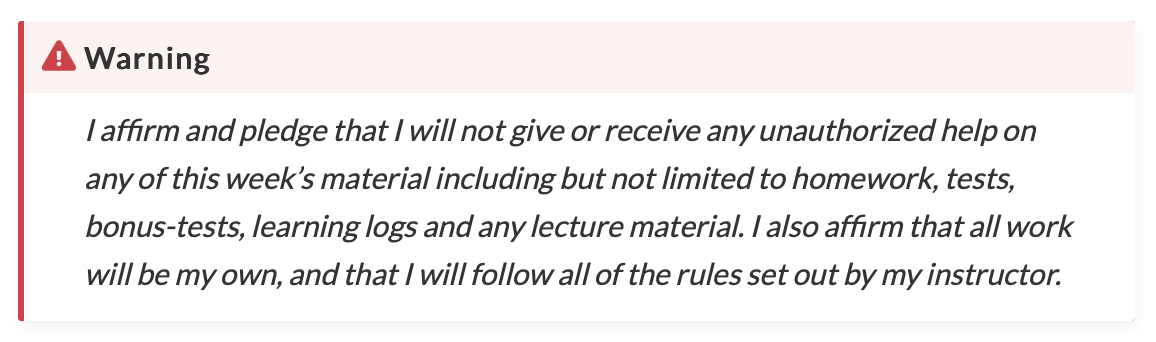 Warning
I affirm and pledge that I will not give or receive any unauthorized help on
any of this week’s material including but not limited to homework, tests,
bonus-tests, learning logs and any lecture material. I also affirm that all work
will be my own, and that I will follow all of the rules set out by my instructor.